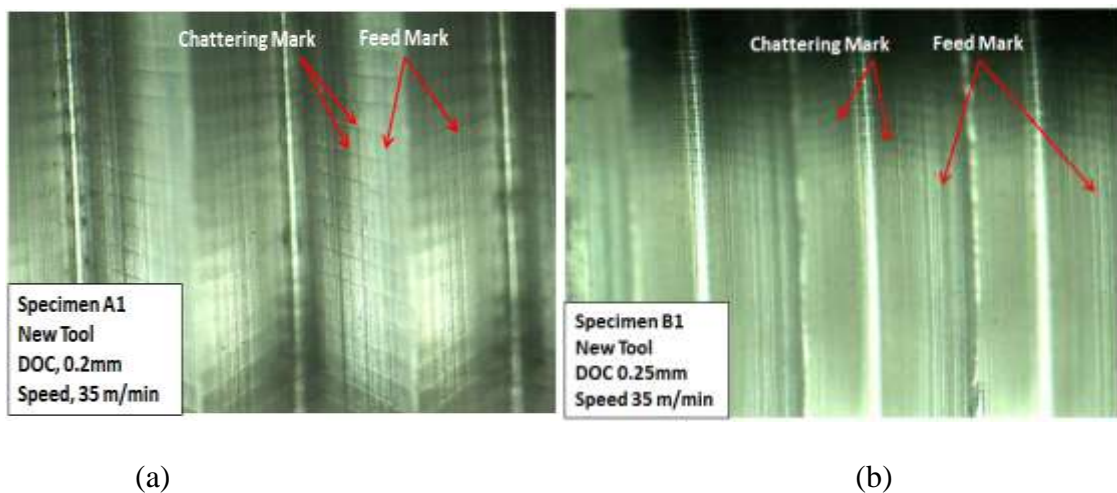 Chattering Mark
Feed Mark
Specimen A1
New Tool
DOC, 0.2mm
Speed, 35 m/min
Chattering Mark
Feed Mark
Specimen B1
New Tool
DOC 0.25mm
Speed 35 m/min
(a)
(b)